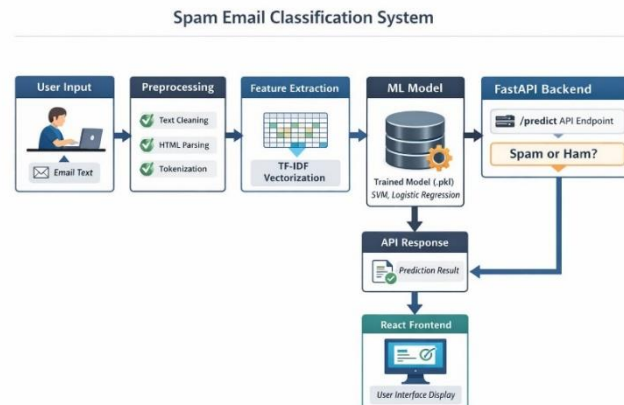 Spam Email Classification System
User Input
Email Text
Preprocessing
Text Cleaning
HTML Parsing
Tokenization
Feature Extraction
TF-IDF
Vectorization
ML Model
Trained Model (.pkl)
SVM, Logistic Regression
FastAPI Backend
/predict API Endpoint
Spam or Ham?
API Response
Prediction Result
React Frontend
User Interface Display